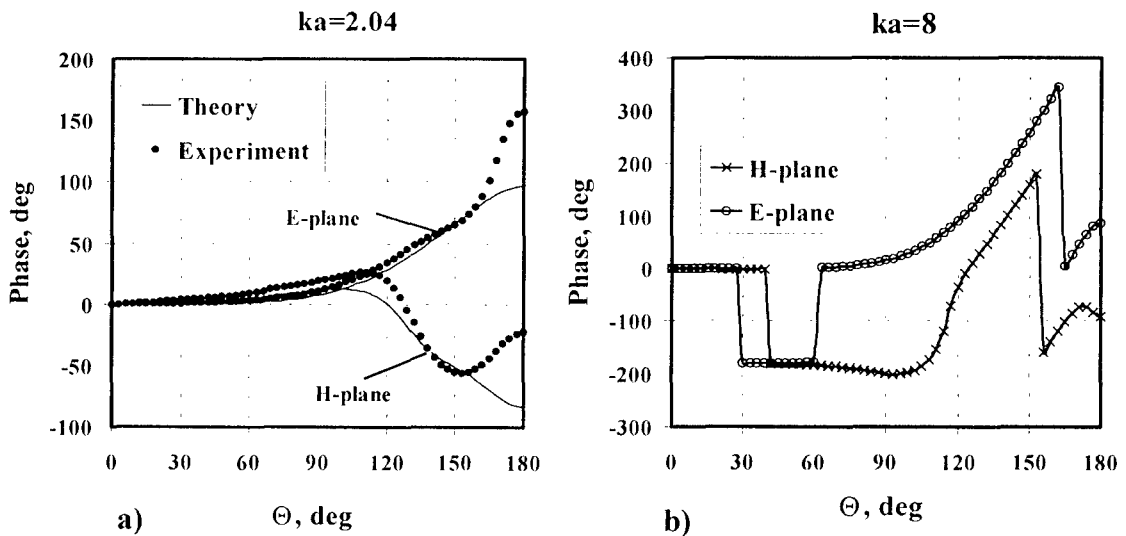 ka=2.04
200
150
100
50
0
-50
-100
Phase, deg
Theory
Experiment
E-plane
H-plane
0 30 60 90 120 150 180
a) Θ, deg
ka=8
400
300
200
100
0
-100
-200
-300
Phase, deg
H-plane
E-plane
0 30 60 90 120 150 180
b) Θ, deg